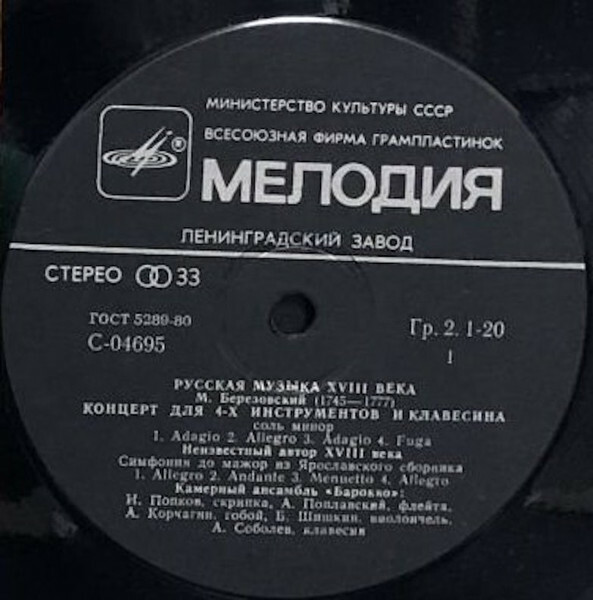 МИНИСТЕРСТВО КУЛЬТУРЫ СССР
ВСЕСОЮЗНАЯ ФИРМА ГРАМПЛАСТИНОК
®
МЕЛОДИЯ
ЛЕНИНГРАДСКИЙ ЗАВОД
СТЕРЕО 33
ГОСТ 5289-80
Гр. 2. 1-20
С-04695
1
РУССКАЯ МУЗЫКА XVIII ВЕКА
М. Березовский (1745—1777)
КОНЦЕРТ ДЛЯ 4-Х ИНСТРУМЕНТОВ И КЛАВЕСИНА
соль минор
1. Adagio 2. Allegro 3. Adagio 4. Fuga
Неизвестный автор XVIII века
Симфония до мажор из Ярославского сборника
1. Allegro 2. Andante 3. Menuetto 4. Allegro
Камерный ансамбль «Барокко»:
И. Попков, скрипка, А. Поплавский, флейта,
А. Корчагин, гобой, Б. Шишкин, виолончель,
А. Соболев, клавесин